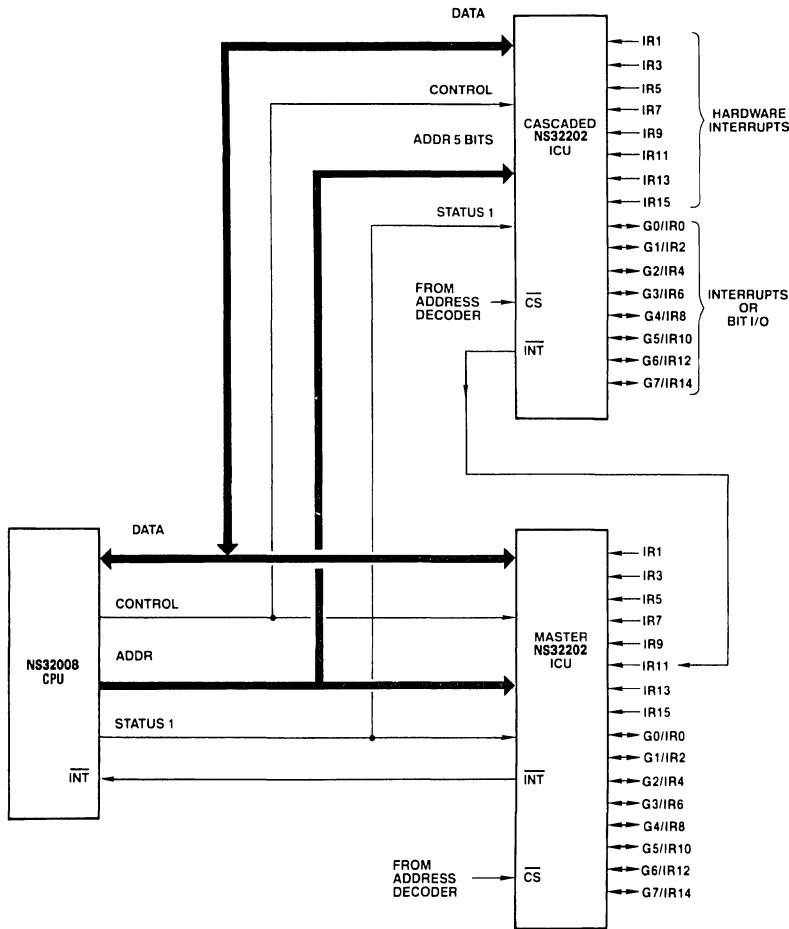 DATA
CONTROL
ADDR 5 BITS
STATUS 1
FROM
ADDRESS
DECODER
CASCADED
NS32202
ICU
CS
INT
IR1
IR3
IR5
IR7
IR9
IR11
IR13
IR15
G0/IR0
G1/IR2
G2/IR4
G3/IR6
G4/IR8
G5/IR10
G6/IR12
G7/IR14
HARDWARE
INTERRUPTS
INTERRUPTS
OR
BIT I/O
NS32008
CPU
INT
DATA
CONTROL
ADDR
STATUS 1
FROM
ADDRESS
DECODER
MASTER
NS32202
ICU
INT
CS
IR1
IR3
IR5
IR7
IR9
IR11
IR13
IR15
G0/IR0
G1/IR2
G2/IR4
G3/IR6
G4/IR8
G5/IR10
G6/IR12
G7/IR14